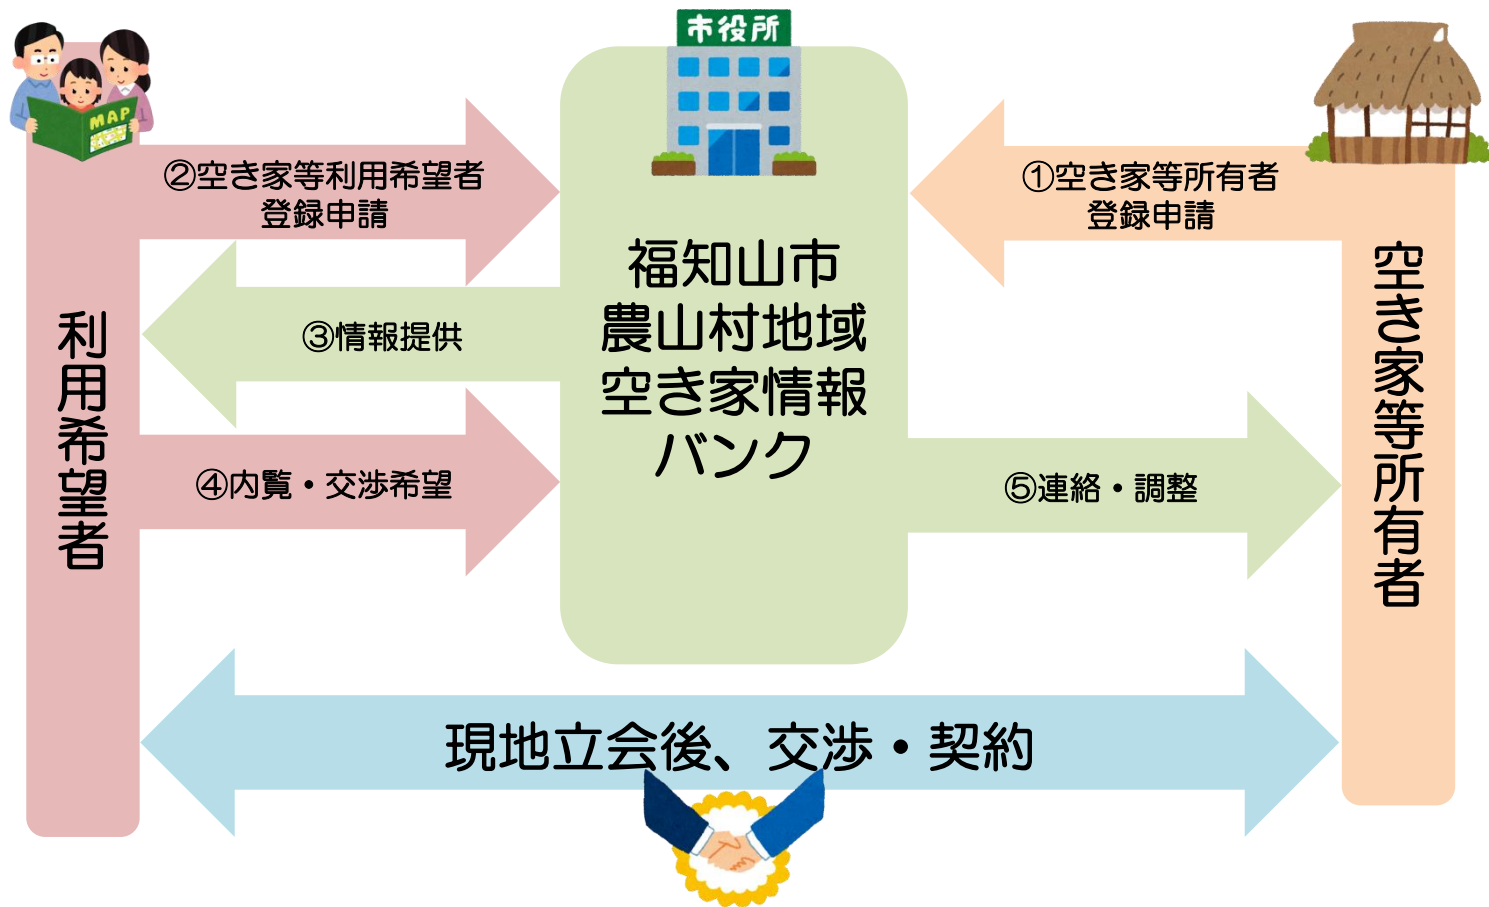 市役所
MAP
②空き家等利用希望者
登録申請
①空き家等所有者
登録申請
福知山市
農山村地域
空き家情報
バンク
③情報提供
④内覧・交渉希望
⑤連絡・調整
利用希望者
空き家等所有者
現地立会後、交渉・契約